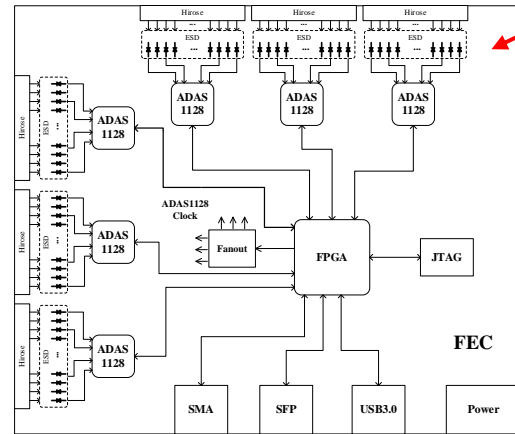 Hirose
Hirose
Hirose
...
...
...
ESD
ESD
ESD
...
...
...
ADAS
1128
ADAS
1128
ADAS
1128
Hirose
ESD
...
ADAS
1128
Hirose
ESD
...
ADAS
1128
Hirose
ESD
...
ADAS
1128
ADAS1128
Clock
Fanout
FPGA
JTAG
FEC
SMA
SFP
USB3.0
Power